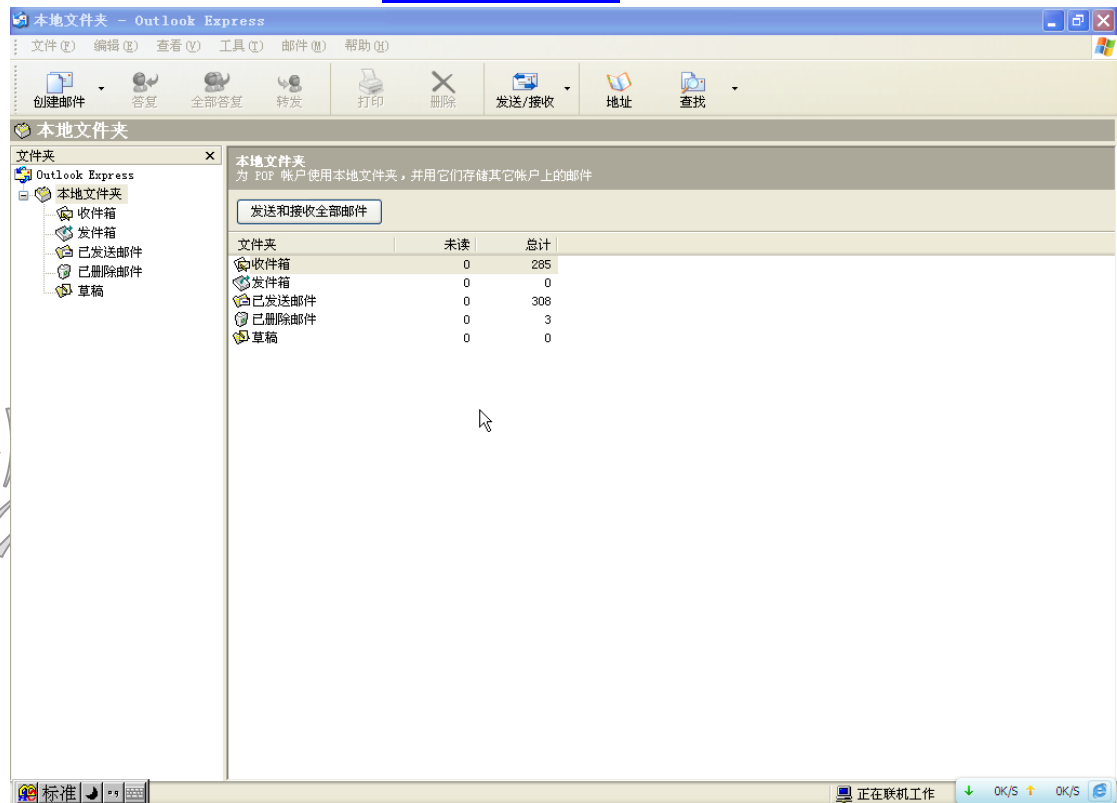 本地文件夹 - Outlook Express
文件(F) 编辑(E) 查看(V) 工具(T) 邮件(M) 帮助(H)
创建邮件 答复 全部答复 转发 打印 删除 发送/接收 地址 查找
本地文件夹
文件夹
Outlook Express
本地文件夹
收件箱
发件箱
已发送邮件
已删除邮件
草稿
本地文件夹
为 POP 帐户使用本地文件夹，并用它们存储其它帐户上的邮件
发送和接收全部邮件
文件夹 未读 总计
收件箱 0 285
发件箱 0 0
已发送邮件 0 308
已删除邮件 0 3
草稿 0 0
标准 正在联机工作 0K/S 0K/S